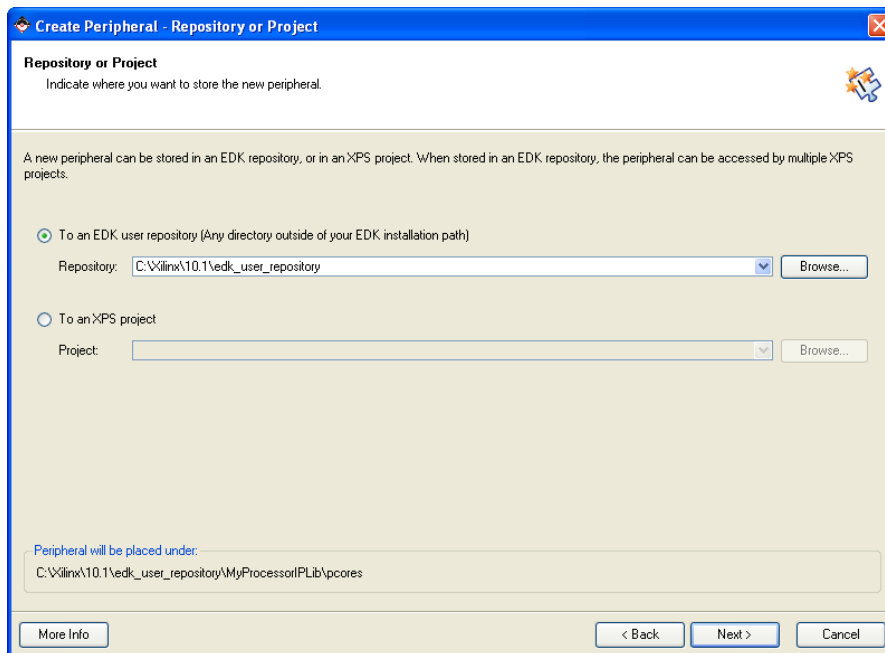 Create Peripheral - Repository or Project
Repository or Project
Indicate where you want to store the new peripheral.
A new peripheral can be stored in an EDK repository, or in an XPS project. When stored in an EDK repository, the peripheral can be accessed by multiple XPS
projects.
To an EDK user repository (Any directory outside of your EDK installation path)
Repository: C:\Xilinx\10.1\edk_user_repository Browse...
To an XPS project
Project: Browse...
Peripheral will be placed under:
C:\Xilinx\10.1\edk_user_repository\MyProcessorIPLib\pcores
More Info < Back Next > Cancel